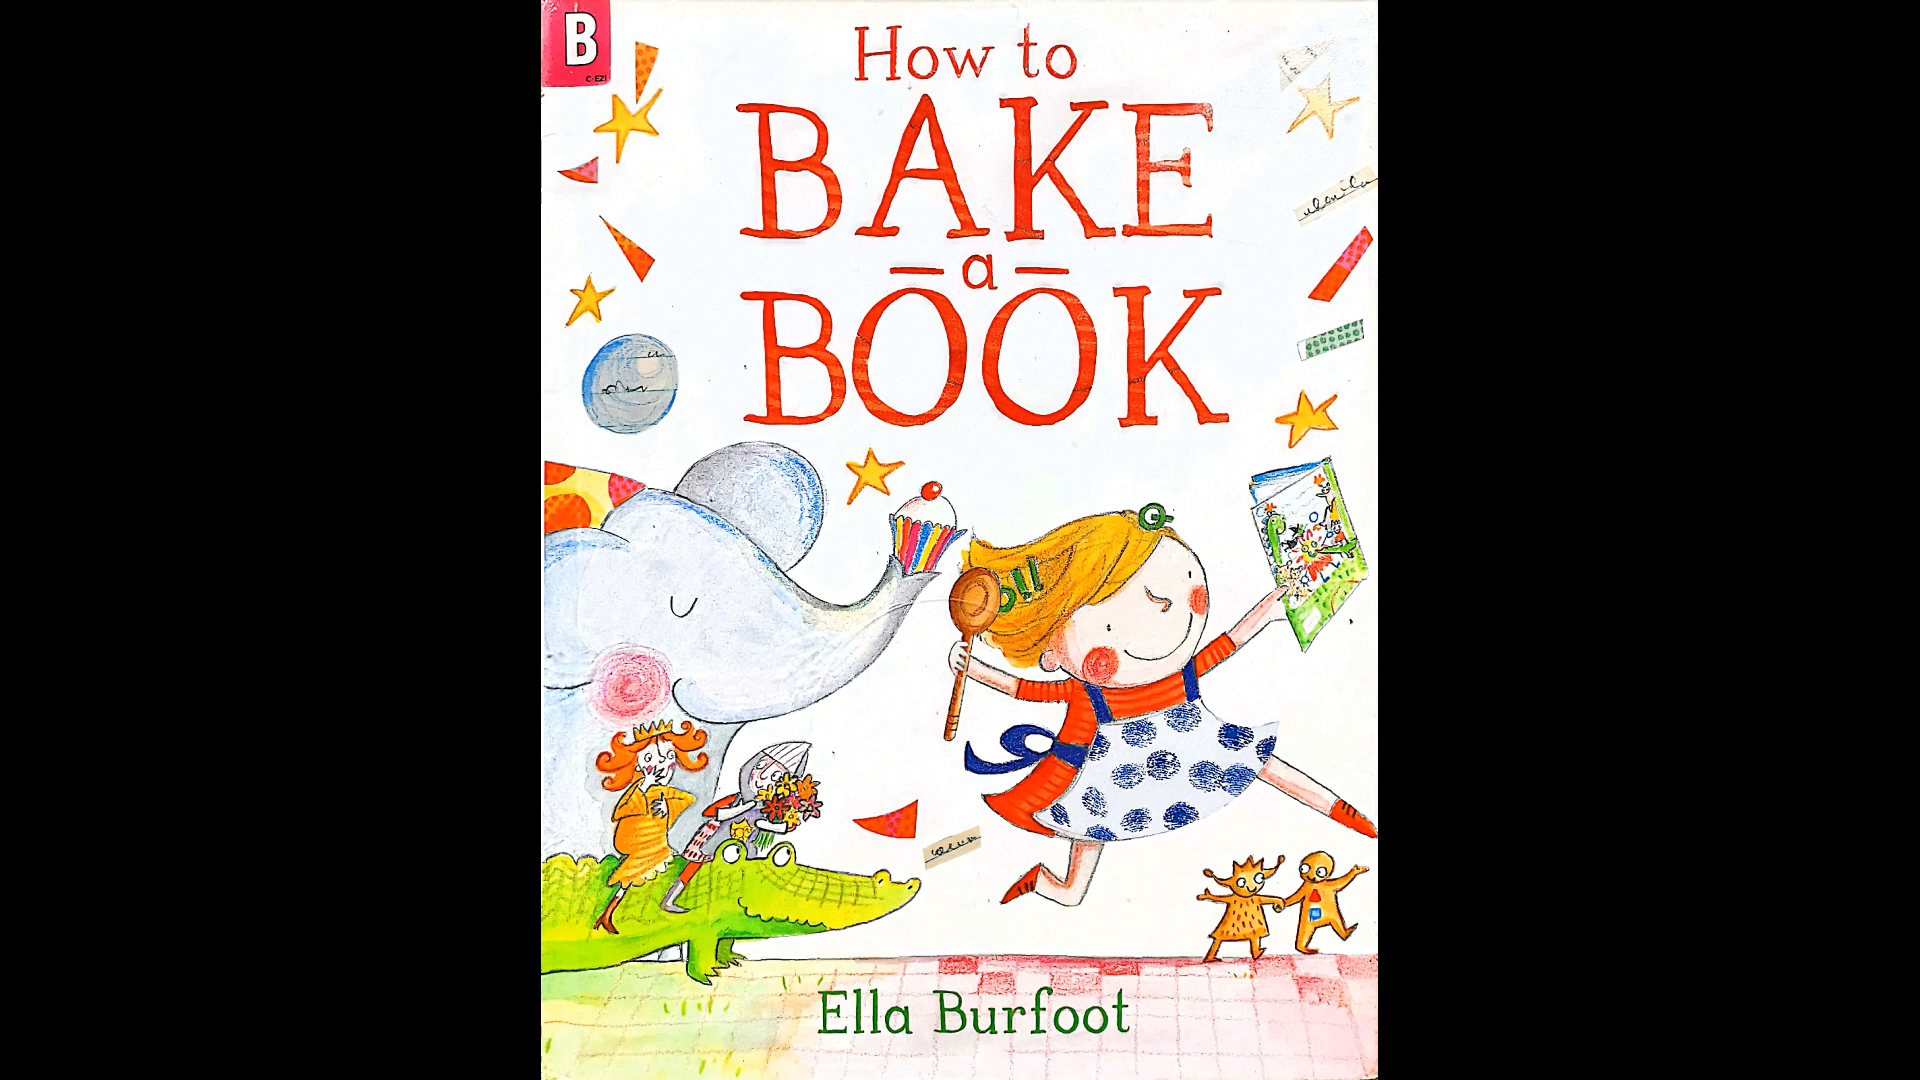 B
How to
BAKE
a
BOOK
Ella Burfoot